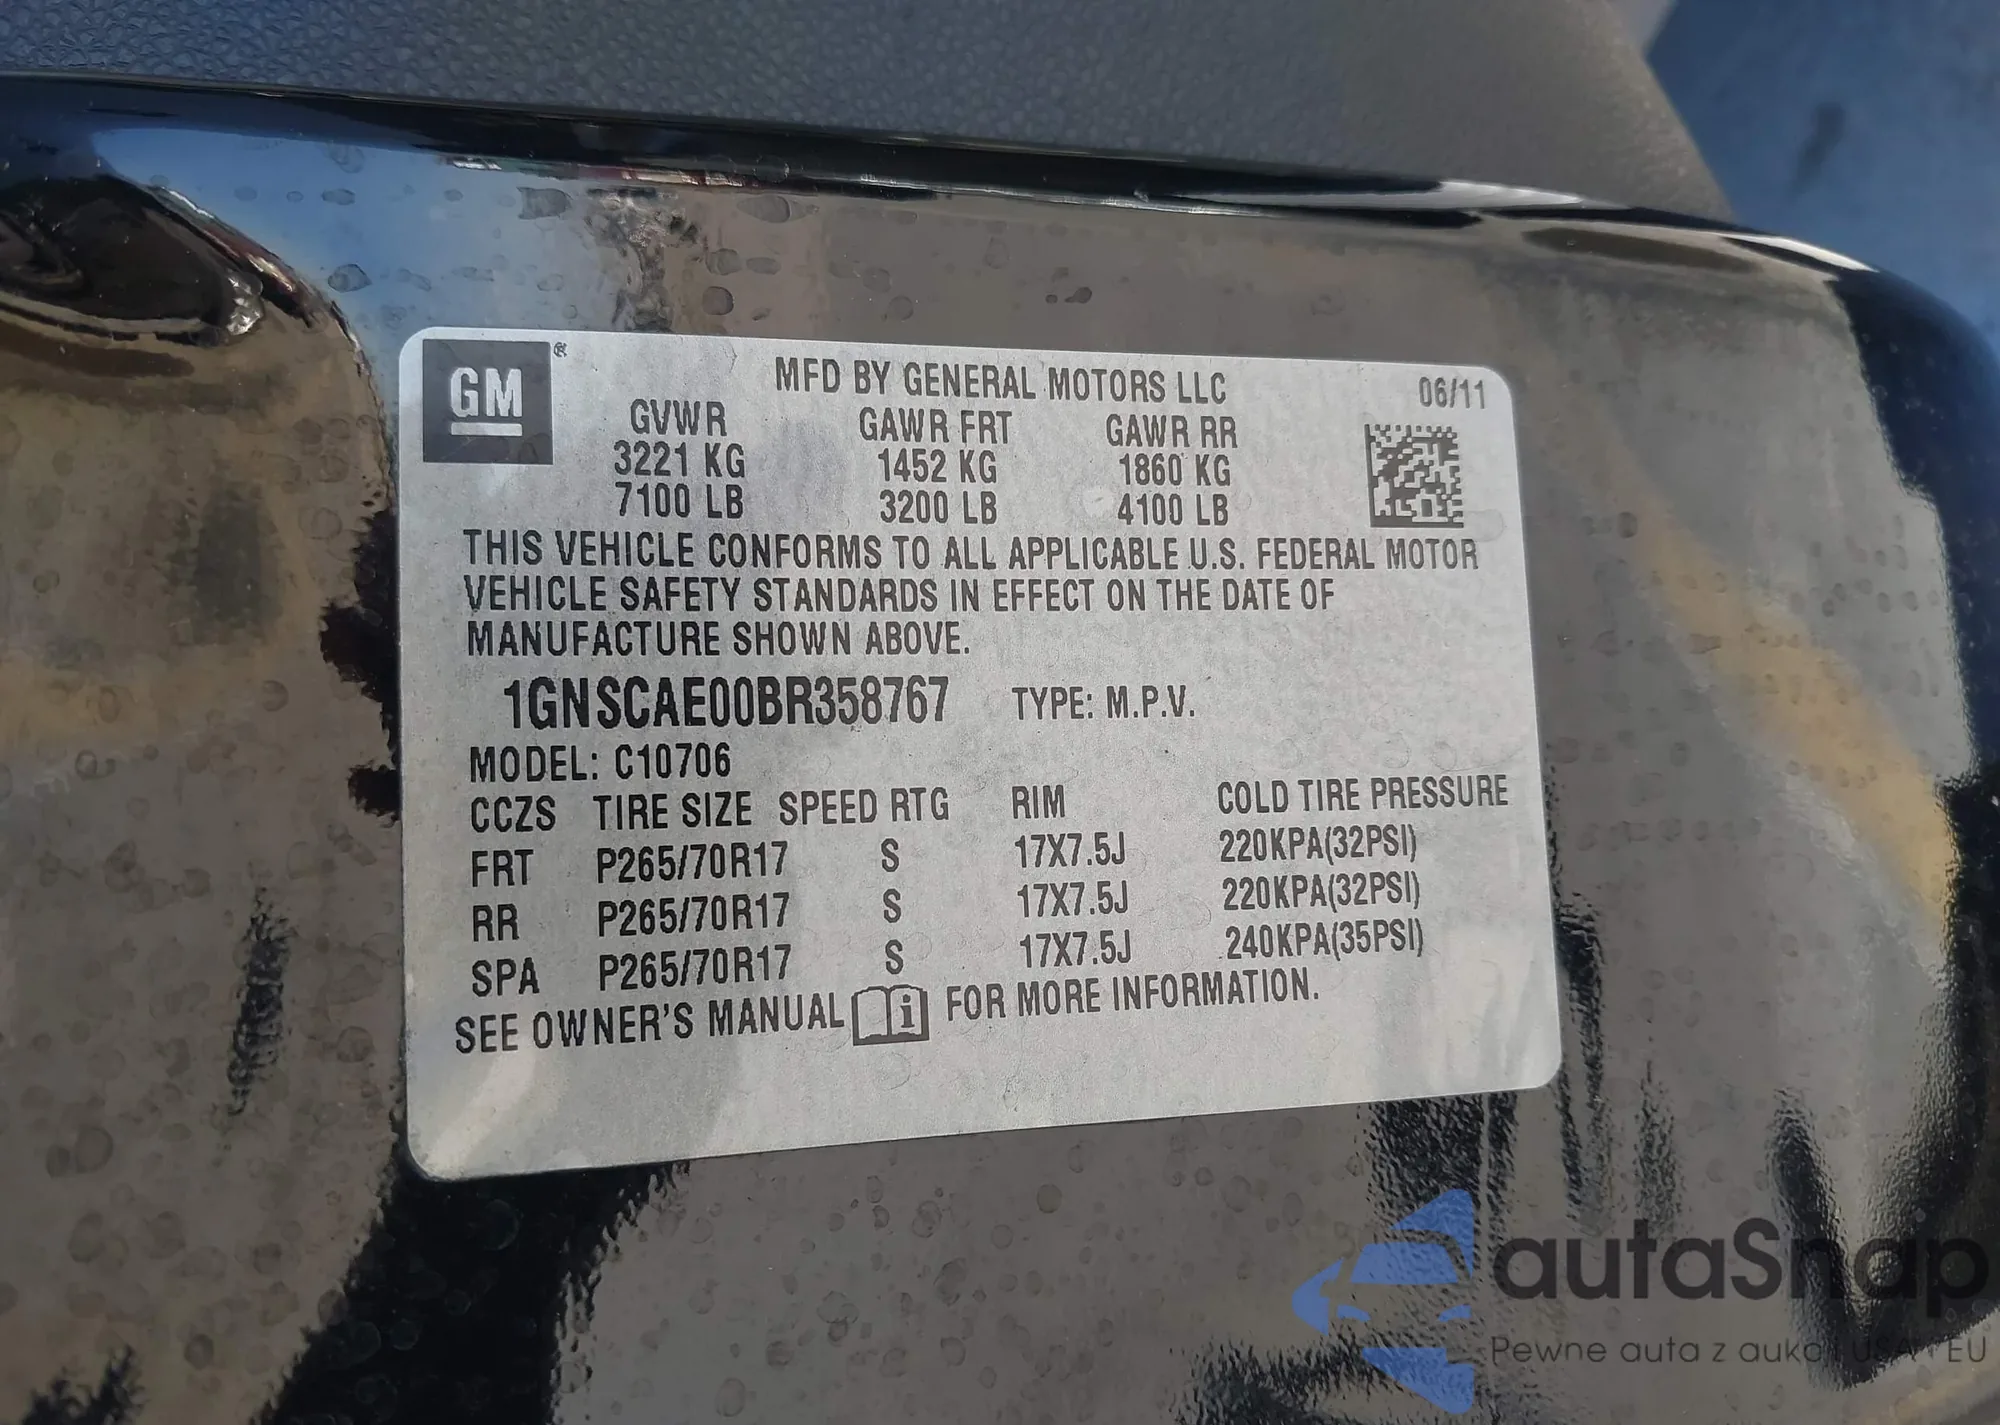 GM ® MFD BY GENERAL MOTORS LLC 06/11
GVWR GAWR FRT GAWR RR
3221 KG 1452 KG 1860 KG
7100 LB 3200 LB 4100 LB
THIS VEHICLE CONFORMS TO ALL APPLICABLE U.S. FEDERAL MOTOR
VEHICLE SAFETY STANDARDS IN EFFECT ON THE DATE OF
MANUFACTURE SHOWN ABOVE.
1GNSCAE00BR358767 TYPE: M.P.V.
MODEL: C10706
CCZS TIRE SIZE SPEED RTG RIM COLD TIRE PRESSURE
FRT P265/70R17 S 17X7.5J 220KPA(32PSI)
RR P265/70R17 S 17X7.5J 220KPA(32PSI)
SPA P265/70R17 S 17X7.5J 240KPA(35PSI)
SEE OWNER'S MANUAL i FOR MORE INFORMATION.
autaSnap
Pewne auta z aukcji USA i EU